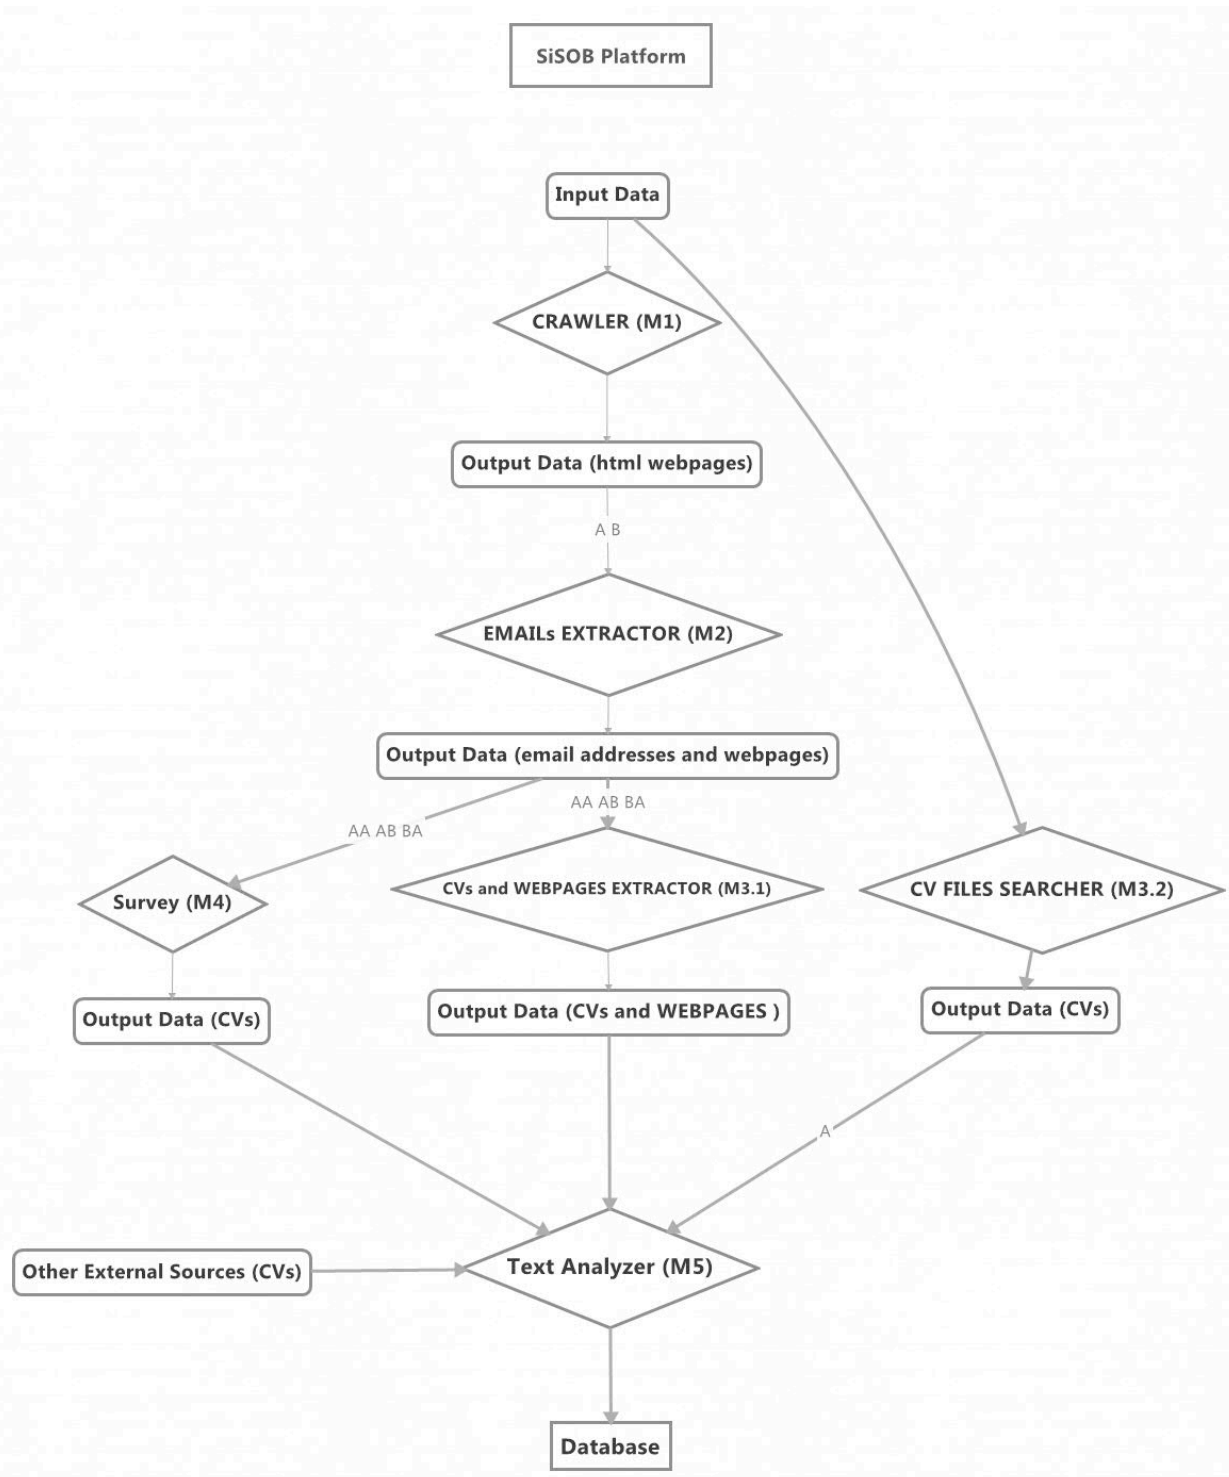 SiSOB Platform
Input Data
CRAWLER (M1)
Output Data (html webpages)
A B
EMAILs EXTRACTOR (M2)
Output Data (email addresses and webpages)
AA AB BA
AA AB BA
Survey (M4)
CVs and WEBPAGES EXTRACTOR (M3.1)
CV FILES SEARCHER (M3.2)
Output Data (CVs)
Output Data (CVs and WEBPAGES )
Output Data (CVs)
A
Other External Sources (CVs)
Text Analyzer (M5)
Database